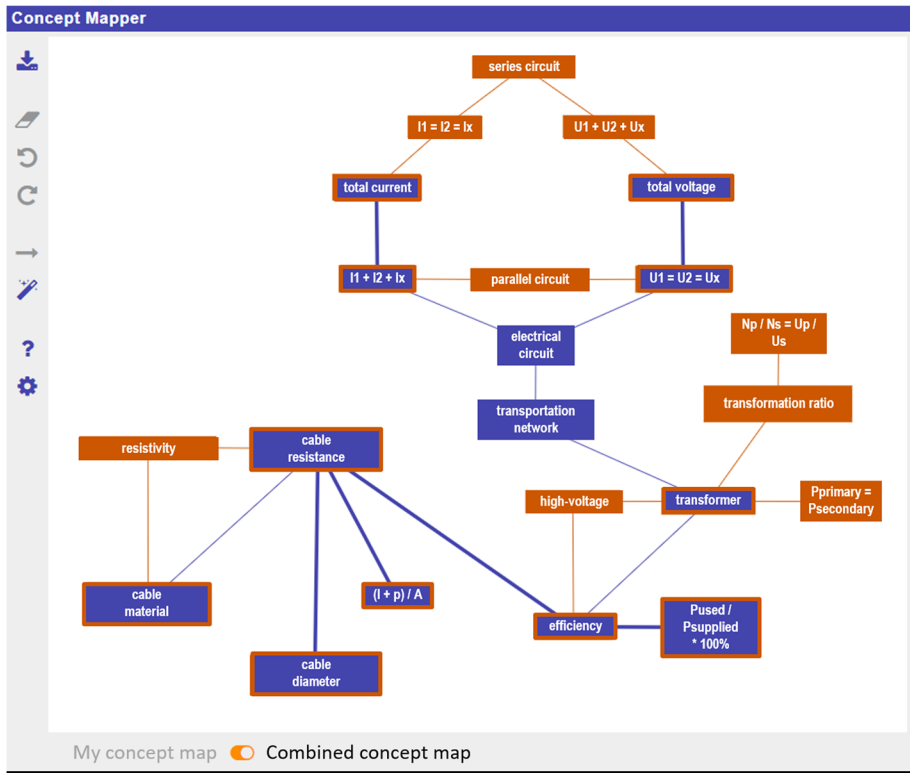 Concept Mapper
series circuit
I1 = I2 = Ix
U1 + U2 + Ux
total current
total voltage
I1 + I2 + Ix
parallel circuit
U1 = U2 = Ux
Np / Ns = Up /
Us
electrical
circuit
transformation ratio
transportation
network
cable
resistance
resistivity
high-voltage
transformer
Pprimary =
Psecondary
cable
material
(l + p) / A
efficiency
Pused /
Psupplied
* 100%
cable
diameter
?
My concept map
Combined concept map